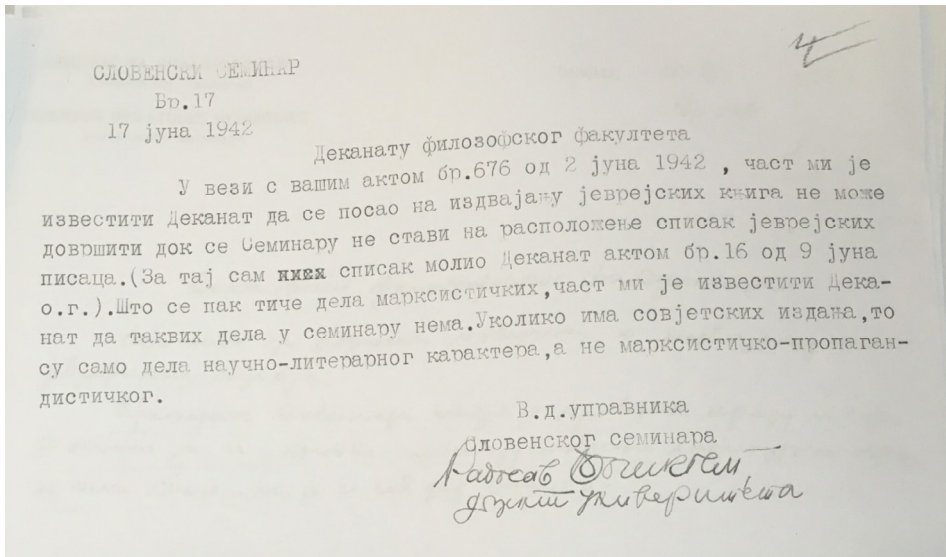 СЛОВЕНСКИ СЕМИНАР
Бр.17
17 јуна 1942
Деканату филозофског факултета
У вези с вашим актом бр.676 од 2 јуна 1942 , част ми је
известити Деканат да се посао на издвајању јеврејских књига не може
довршити док се Семинару не стави на расположење списак јеврејских
писаца.(За тај сам списак молио Деканат актом бр.16 од 9 јуна
о.г.).Што се пак тиче дела марксистичких,част ми је известити Дека-
нат да таквих дела у семинару нема.Уколико има совјетских издања,то
су само дела научно-литерарног карактера,а не марксистичко-пропаган-
дистичког.
В.д.управника
Словенског семинара
доцент универзитета